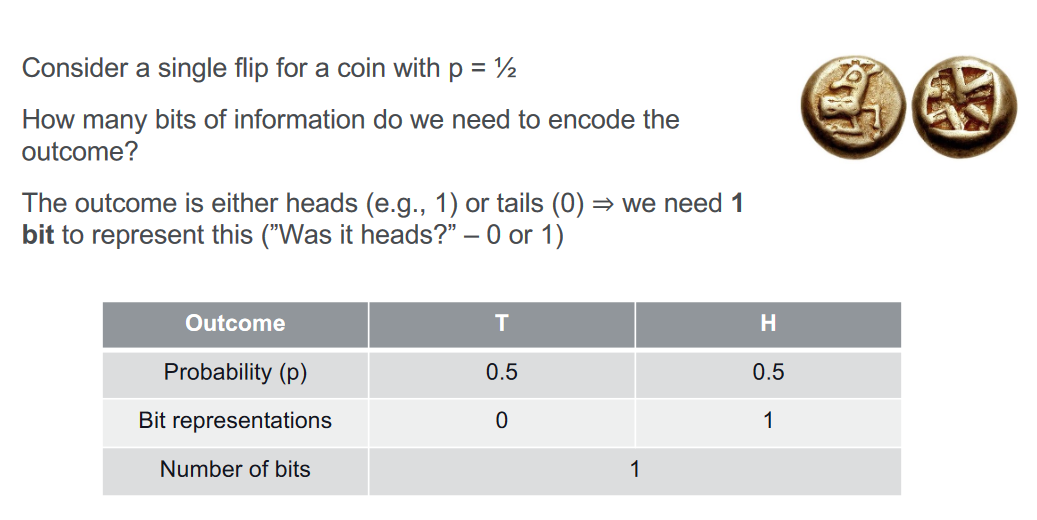 Consider a single flip for a coin with p = ½
How many bits of information do we need to encode the
outcome?
The outcome is either heads (e.g., 1) or tails (0) ⇒ we need 1
bit to represent this (”Was it heads?” – 0 or 1)
Outcome T H
Probability (p) 0.5 0.5
Bit representations 0 1
Number of bits 1